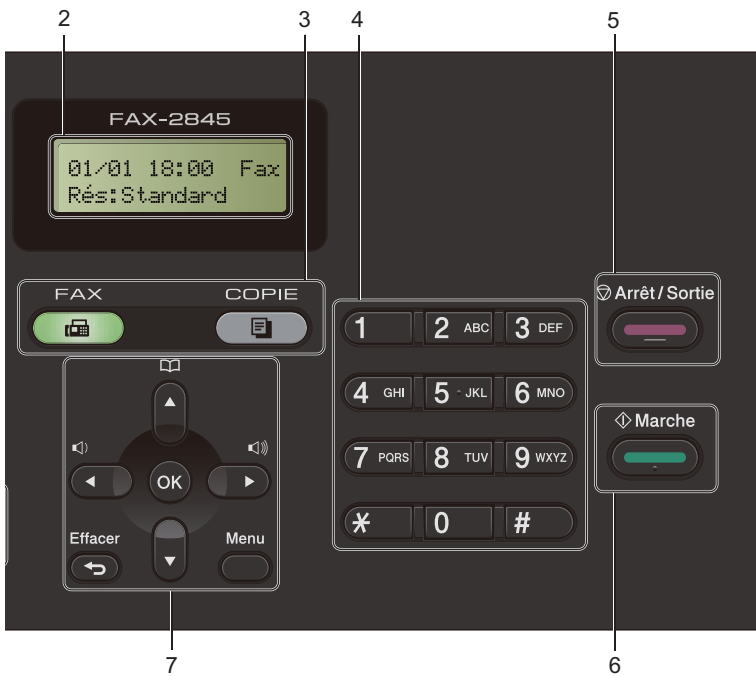 2
3
4
5
FAX-2845
01/01 18:00 Fax
Rés:Standard
FAX
COPIE
Arrêt / Sortie
1
2 ABC
3 DEF
4 GHI
5 JKL
6 MNO
Marche
7 PQRS
8 TUV
9 WXYZ
OK
* 0 #
Effacer
Menu
7
6